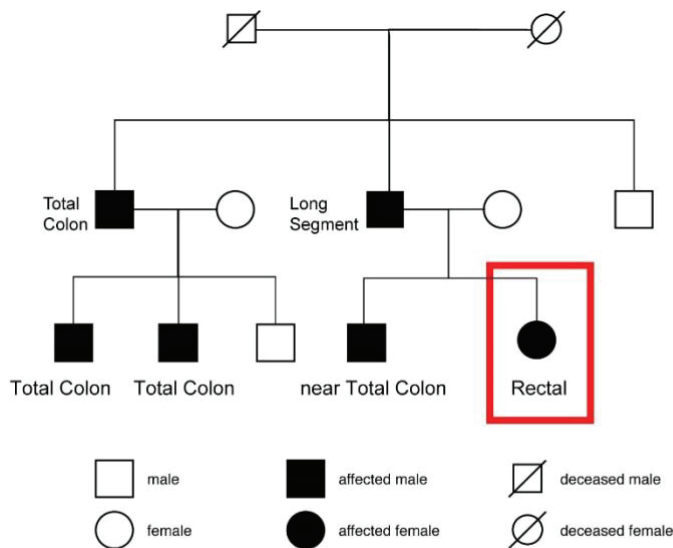 Total
Colon
Long
Segment
Total Colon
Total Colon
near Total Colon
Rectal
male
affected male
deceased male
female
affected female
deceased female